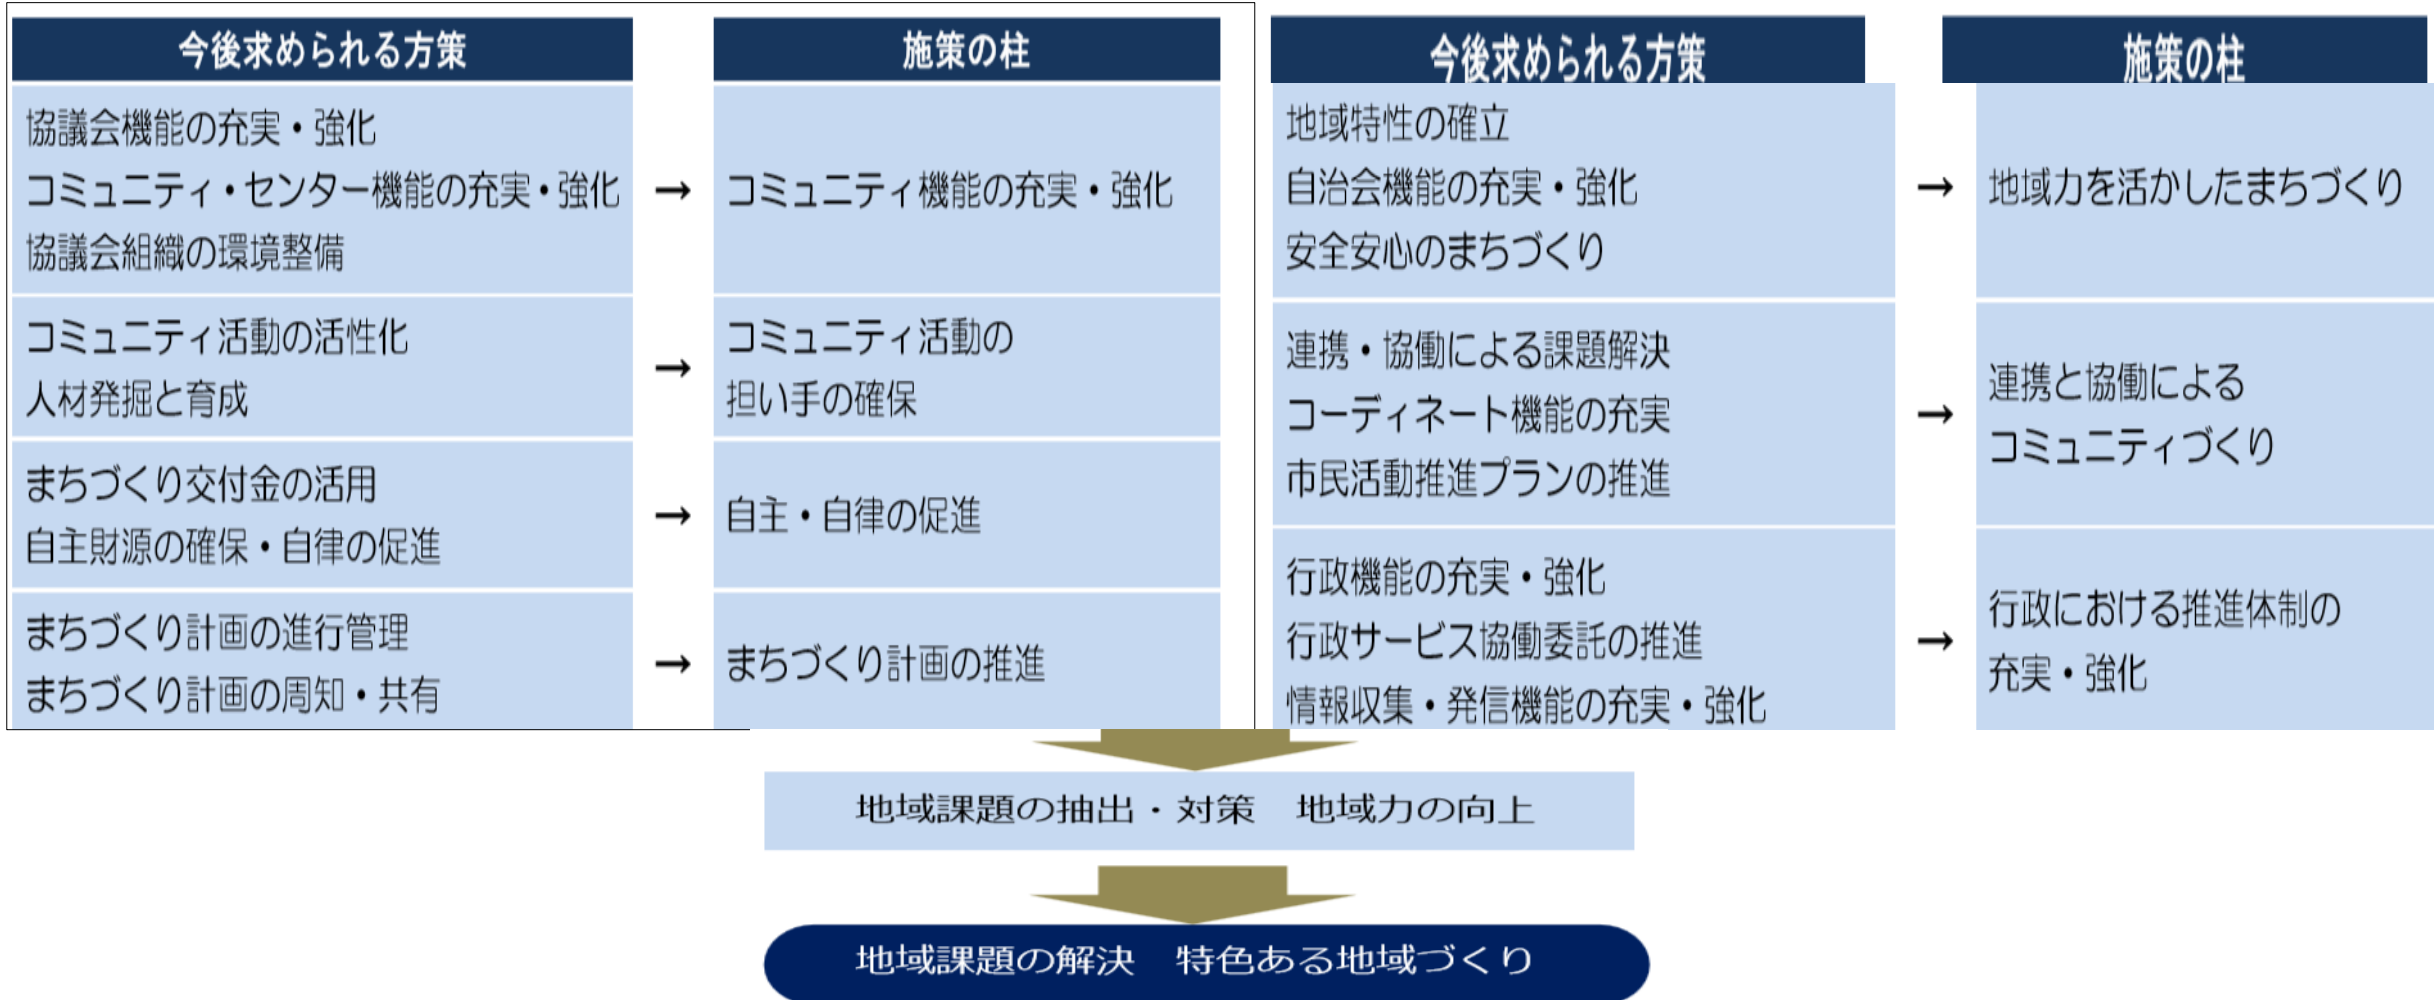 今後求められる方策
施策の柱
協議会機能の充実・強化
コミュニティ・センター機能の充実・強化
協議会組織の環境整備
→
コミュニティ機能の充実・強化
コミュニティ活動の活性化
人材発掘と育成
→
コミュニティ活動の
担い手の確保
まちづくり交付金の活用
自主財源の確保・自律の促進
→
自主・自律の促進
まちづくり計画の進行管理
まちづくり計画の周知・共有
→
まちづくり計画の推進
今後求められる方策
施策の柱
地域特性の確立
自治会機能の充実・強化
安全安心のまちづくり
→
地域力を活かしたまちづくり
連携・協働による課題解決
コーディネート機能の充実
市民活動推進プランの推進
→
連携と協働による
コミュニティづくり
行政機能の充実・強化
行政サービス協働委託の推進
情報収集・発信機能の充実・強化
→
行政における推進体制の
充実・強化
地域課題の抽出・対策　地域力の向上
地域課題の解決　特色ある地域づくり